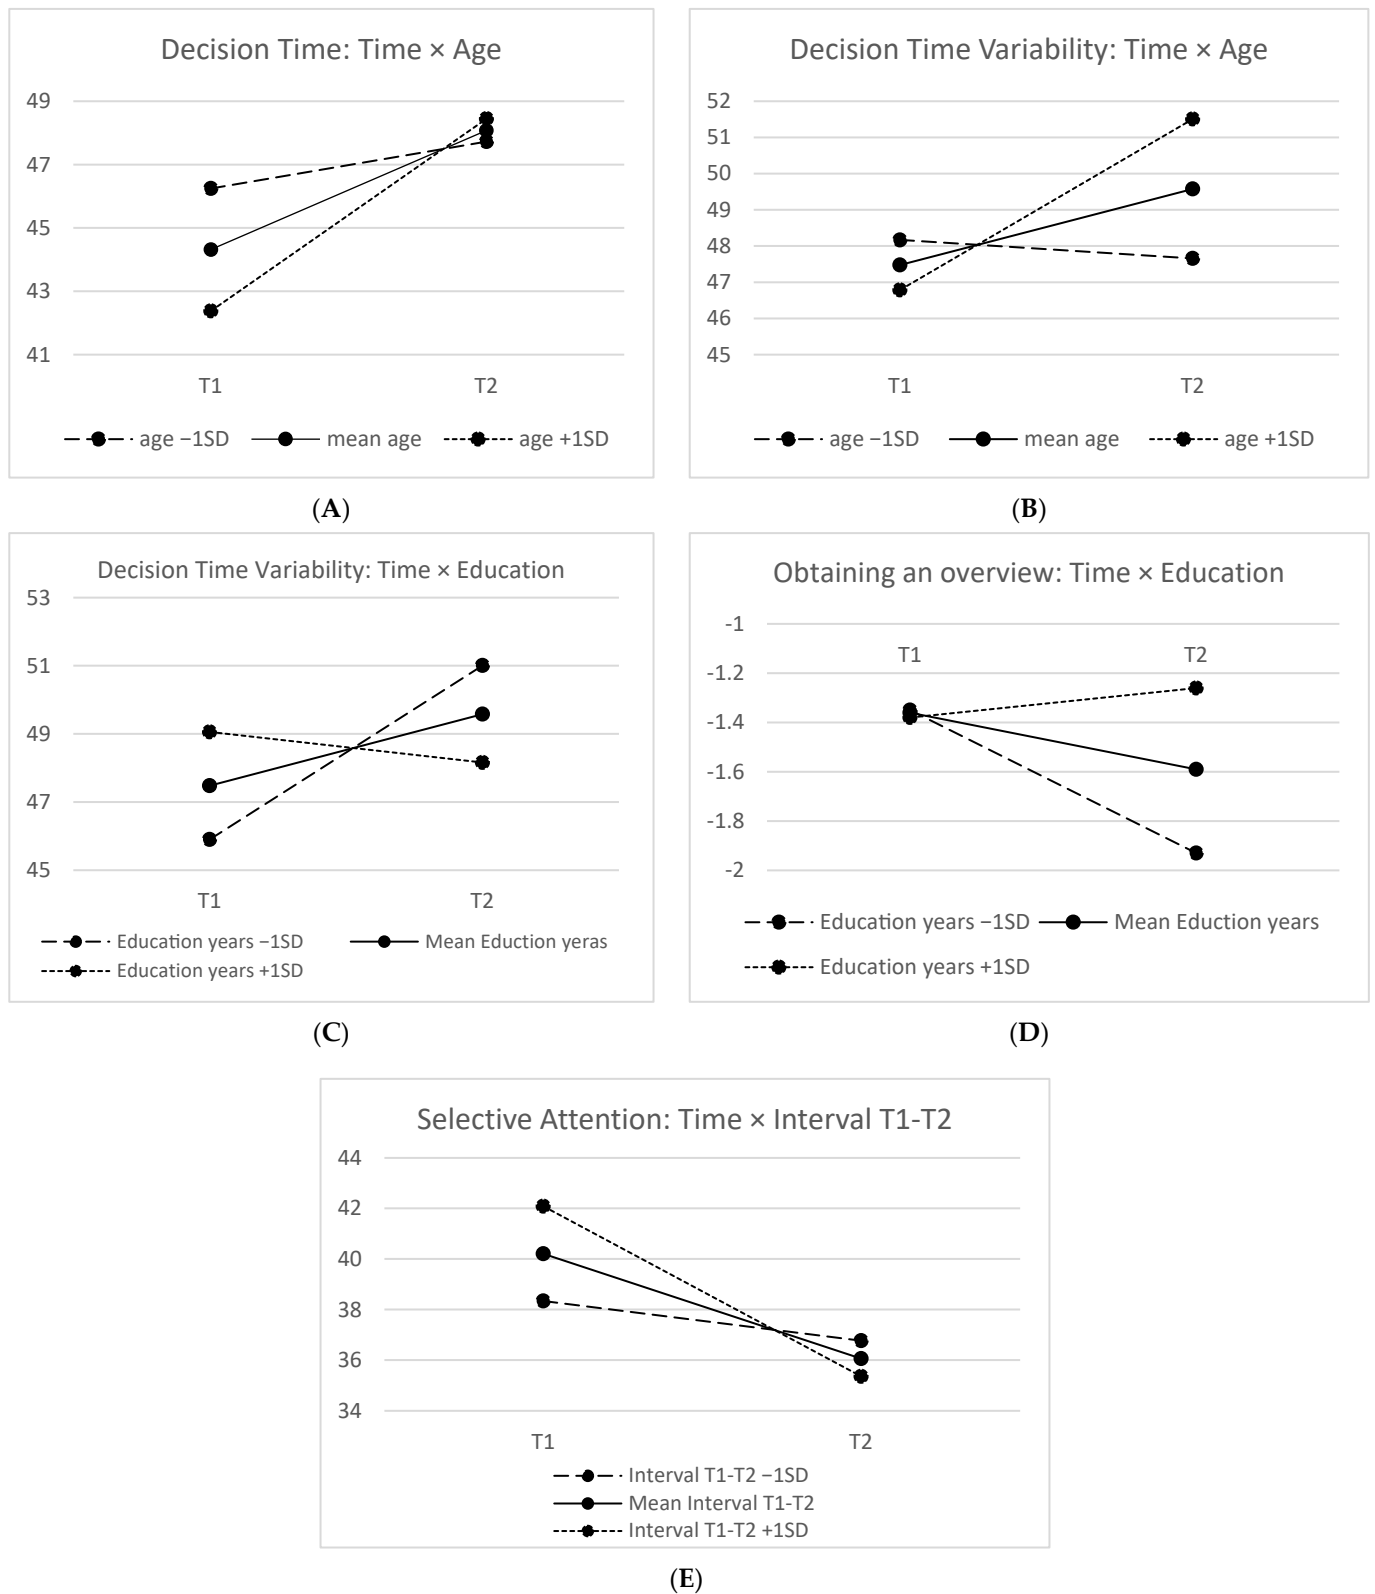 Decision Time: Time × Age
49
47
45
43
41
T1 T2
age −1SD mean age age +1SD
(A)
Decision Time Variability: Time × Age
52
51
50
49
48
47
46
45
T1 T2
age −1SD mean age age +1SD
(B)
Decision Time Variability: Time × Education
53
51
49
47
45
T1 T2
Education years −1SD Mean Eduction yeras
Education years +1SD
(C)
Obtaining an overview: Time × Education
-1
T1 T2
-1.2
-1.4
-1.6
-1.8
-2
Education years −1SD Mean Eduction years
Education years +1SD
(D)
Selective Attention: Time × Interval T1-T2
44
42
40
38
36
34
T1 T2
Interval T1-T2 −1SD
Mean Interval T1-T2
Interval T1-T2 +1SD
(E)